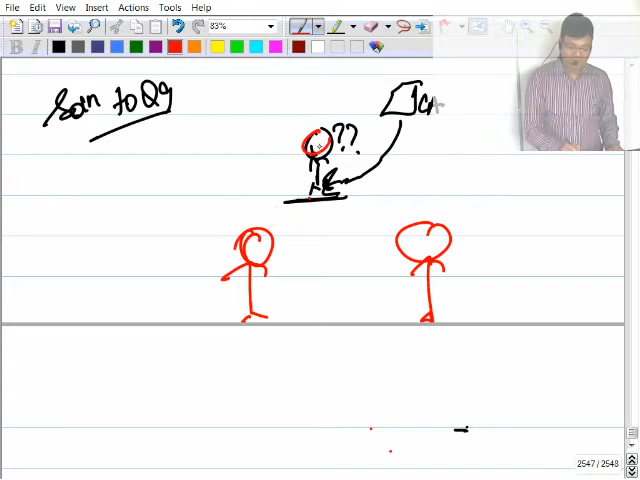 File Edit View Insert Actions Tools Help
83%
B I
Soln to Q9
??
2547 / 2548